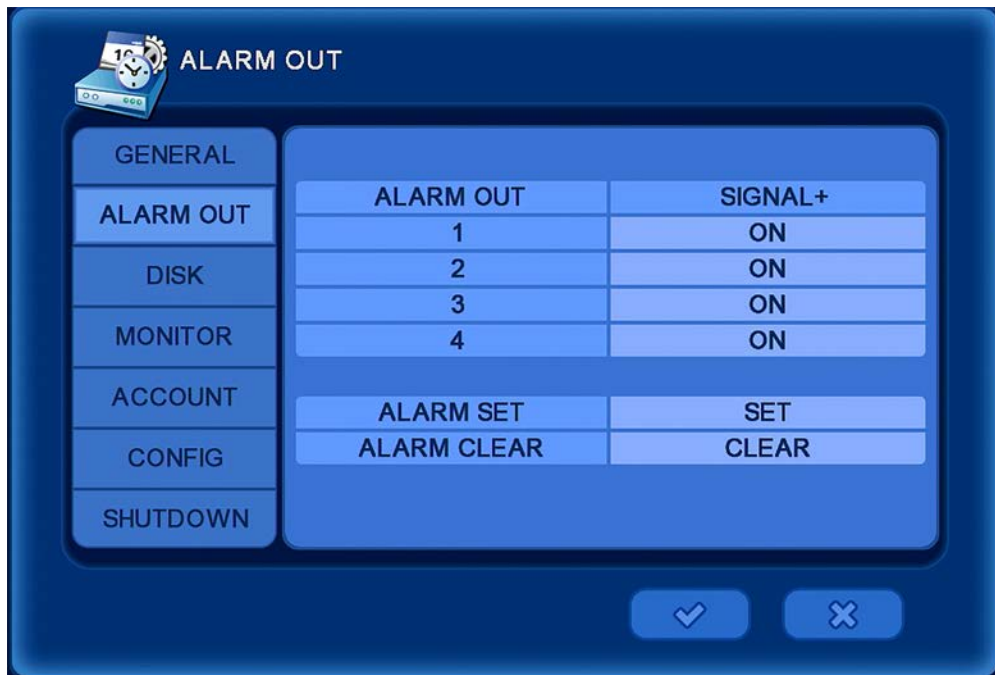 16
ALARM OUT
GENERAL
ALARM OUT
DISK
MONITOR
ACCOUNT
CONFIG
SHUTDOWN
ALARM OUT SIGNAL+
1 ON
2 ON
3 ON
4 ON
ALARM SET SET
ALARM CLEAR CLEAR